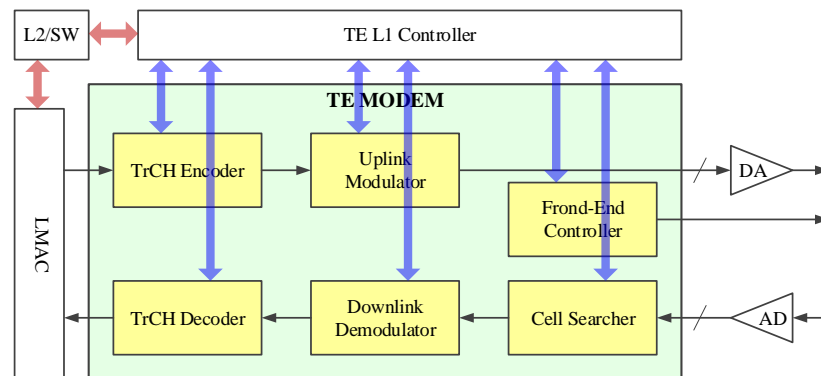 L2/SW
TE L1 Controller
TE MODEM
TrCH Encoder
Uplink
Modulator
DA
Frond-End
Controller
LMAC
TrCH Decoder
Downlink
Demodulator
Cell Searcher
AD